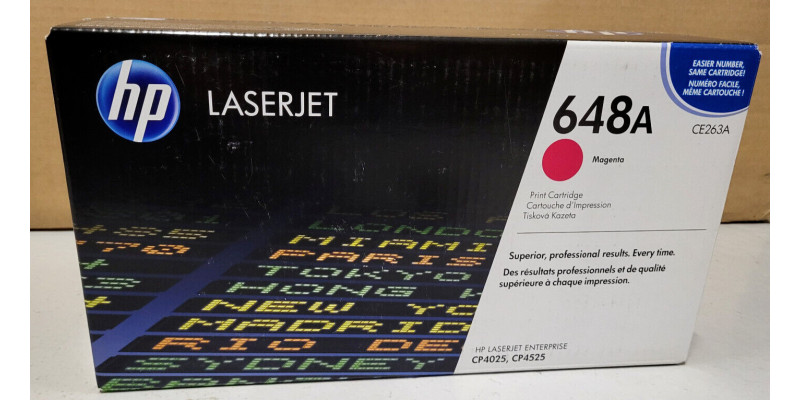 hp
LASERJET
EASIER NUMBER,
SAME CARTRIDGE!
NUMÉRO FACILE,
MÊME CARTOUCHE !
648A
CE263A
Magenta
Print Cartridge
Cartouche d'Impression
Tisková Kazeta
Superior, professional results. Every time.
Des résultats professionnels et de qualité
supérieure à chaque impression.
HP LASERJET ENTERPRISE
CP4025, CP4525
LONDON
MIAMI
PARIS
TOKYO
HONG
NEW YO
MADRID
RIO DE
SYDNEY